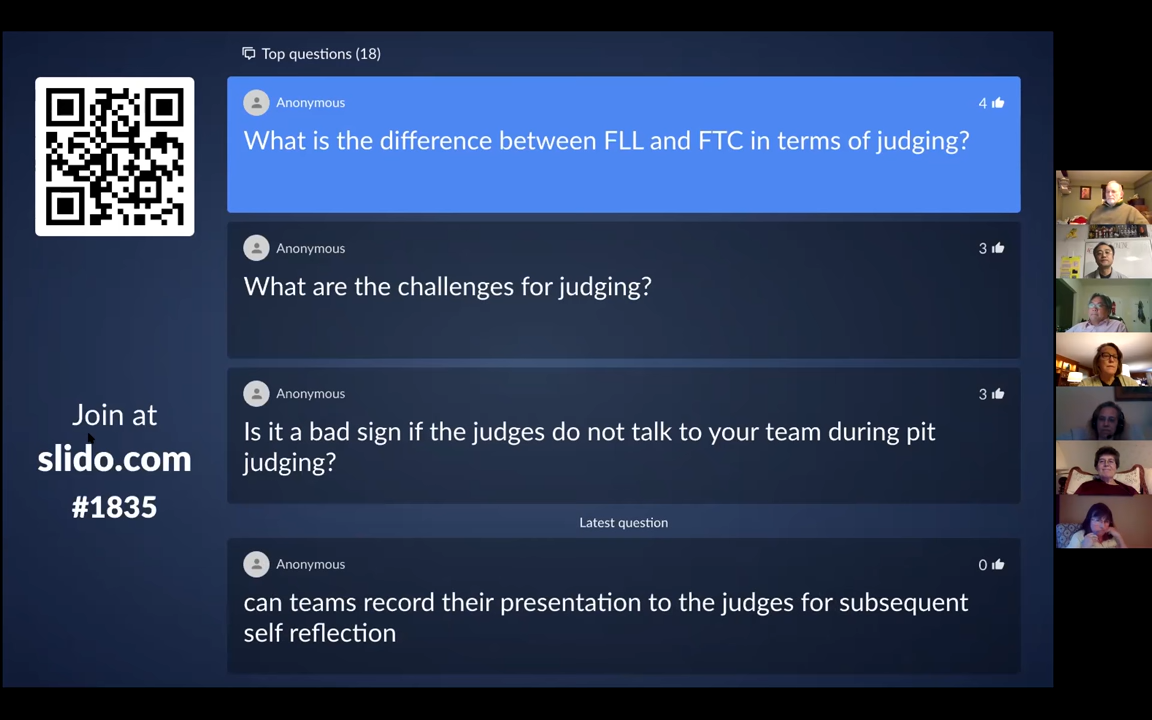 Top questions (18)
Anonymous
4
What is the difference between FLL and FTC in terms of judging?
Anonymous
3
What are the challenges for judging?
Anonymous
3
Is it a bad sign if the judges do not talk to your team during pit
judging?
Latest question
Anonymous
0
can teams record their presentation to the judges for subsequent
self reflection
Join at
slido.com
#1835